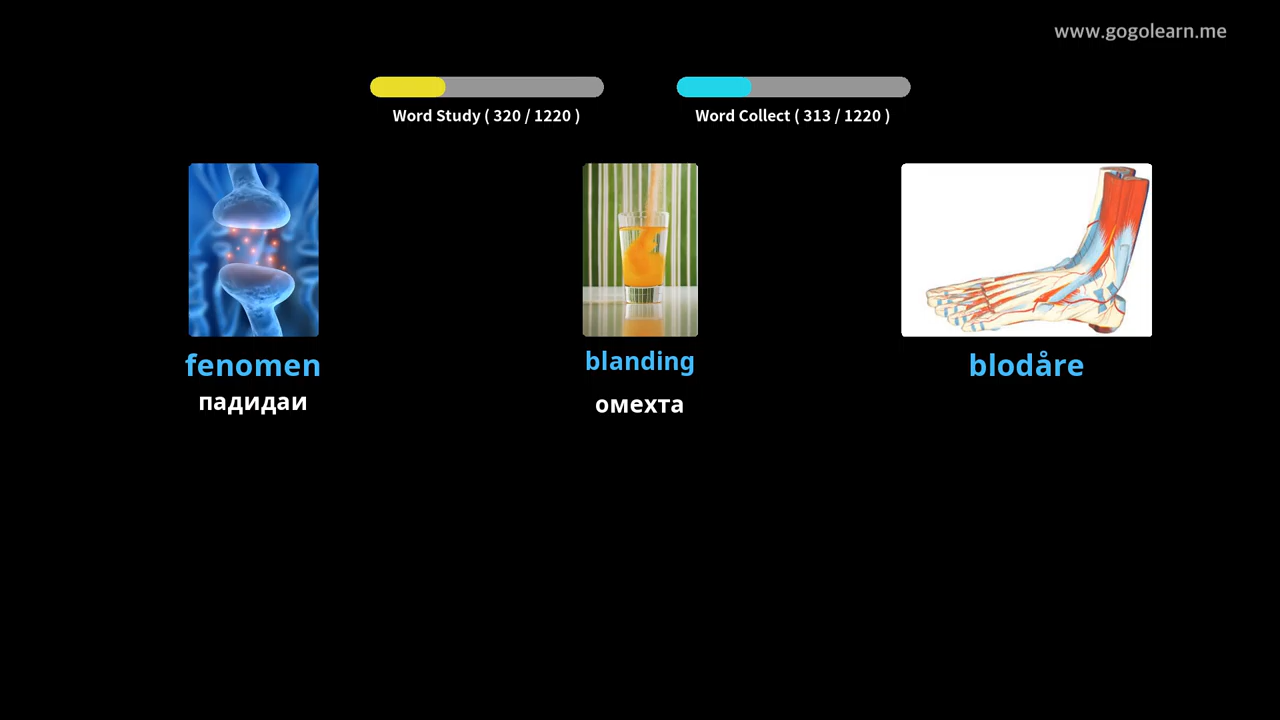 www.gogolearn.me
Word Study ( 320 / 1220 )
Word Collect ( 313 / 1220 )
fenomen
падидаи
blanding
омехта
blodåre